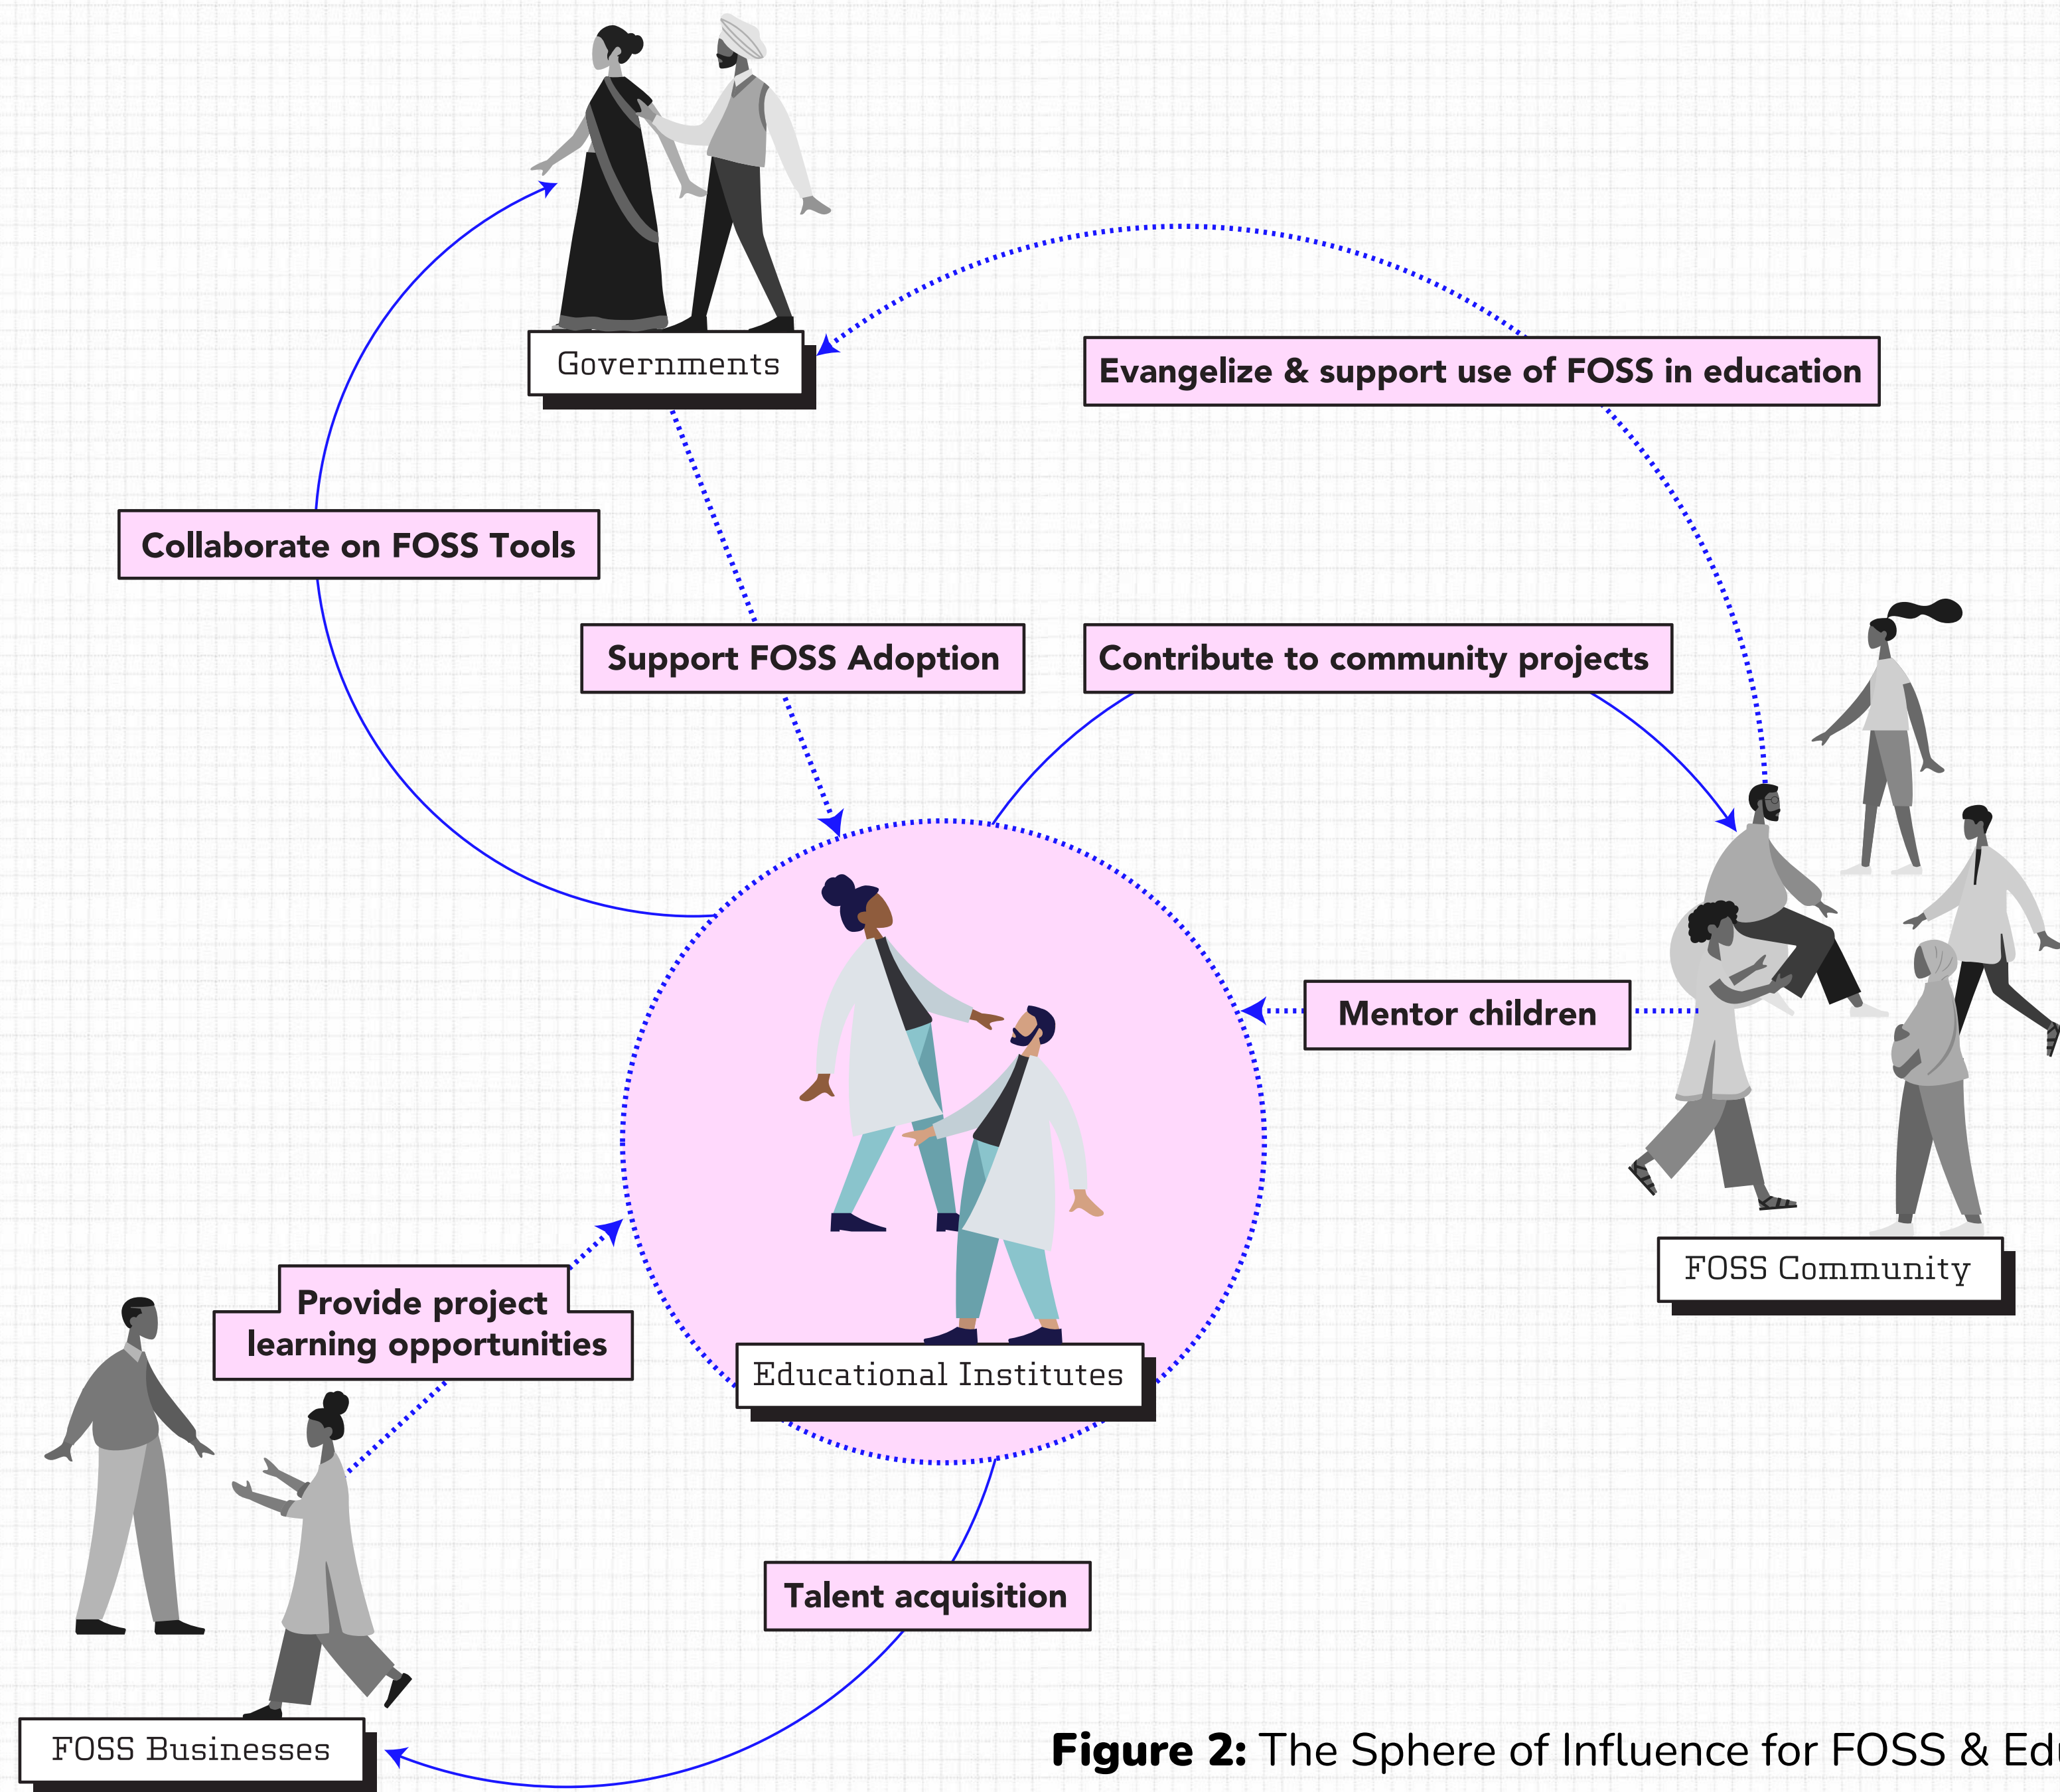 Governments
Evangelize & support use of FOSS in education
Collaborate on FOSS Tools
Support FOSS Adoption
Contribute to community projects
Mentor children
FOSS Community
Provide project
learning opportunities
Educational Institutes
Talent acquisition
FOSS Businesses
Figure 2: The Sphere of Influence for FOSS &